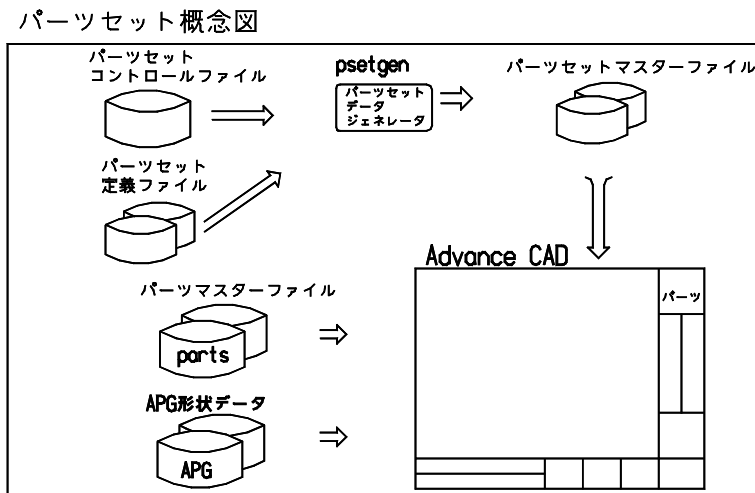 パーツセット概念図
パーツセット
コントロールファイル
psetgen
パーツセット
データ
ジェネレータ
パーツセットマスターファイル
パーツセット
定義ファイル
Advance CAD
パーツ
パーツマスターファイル
parts
APG形状データ
APG